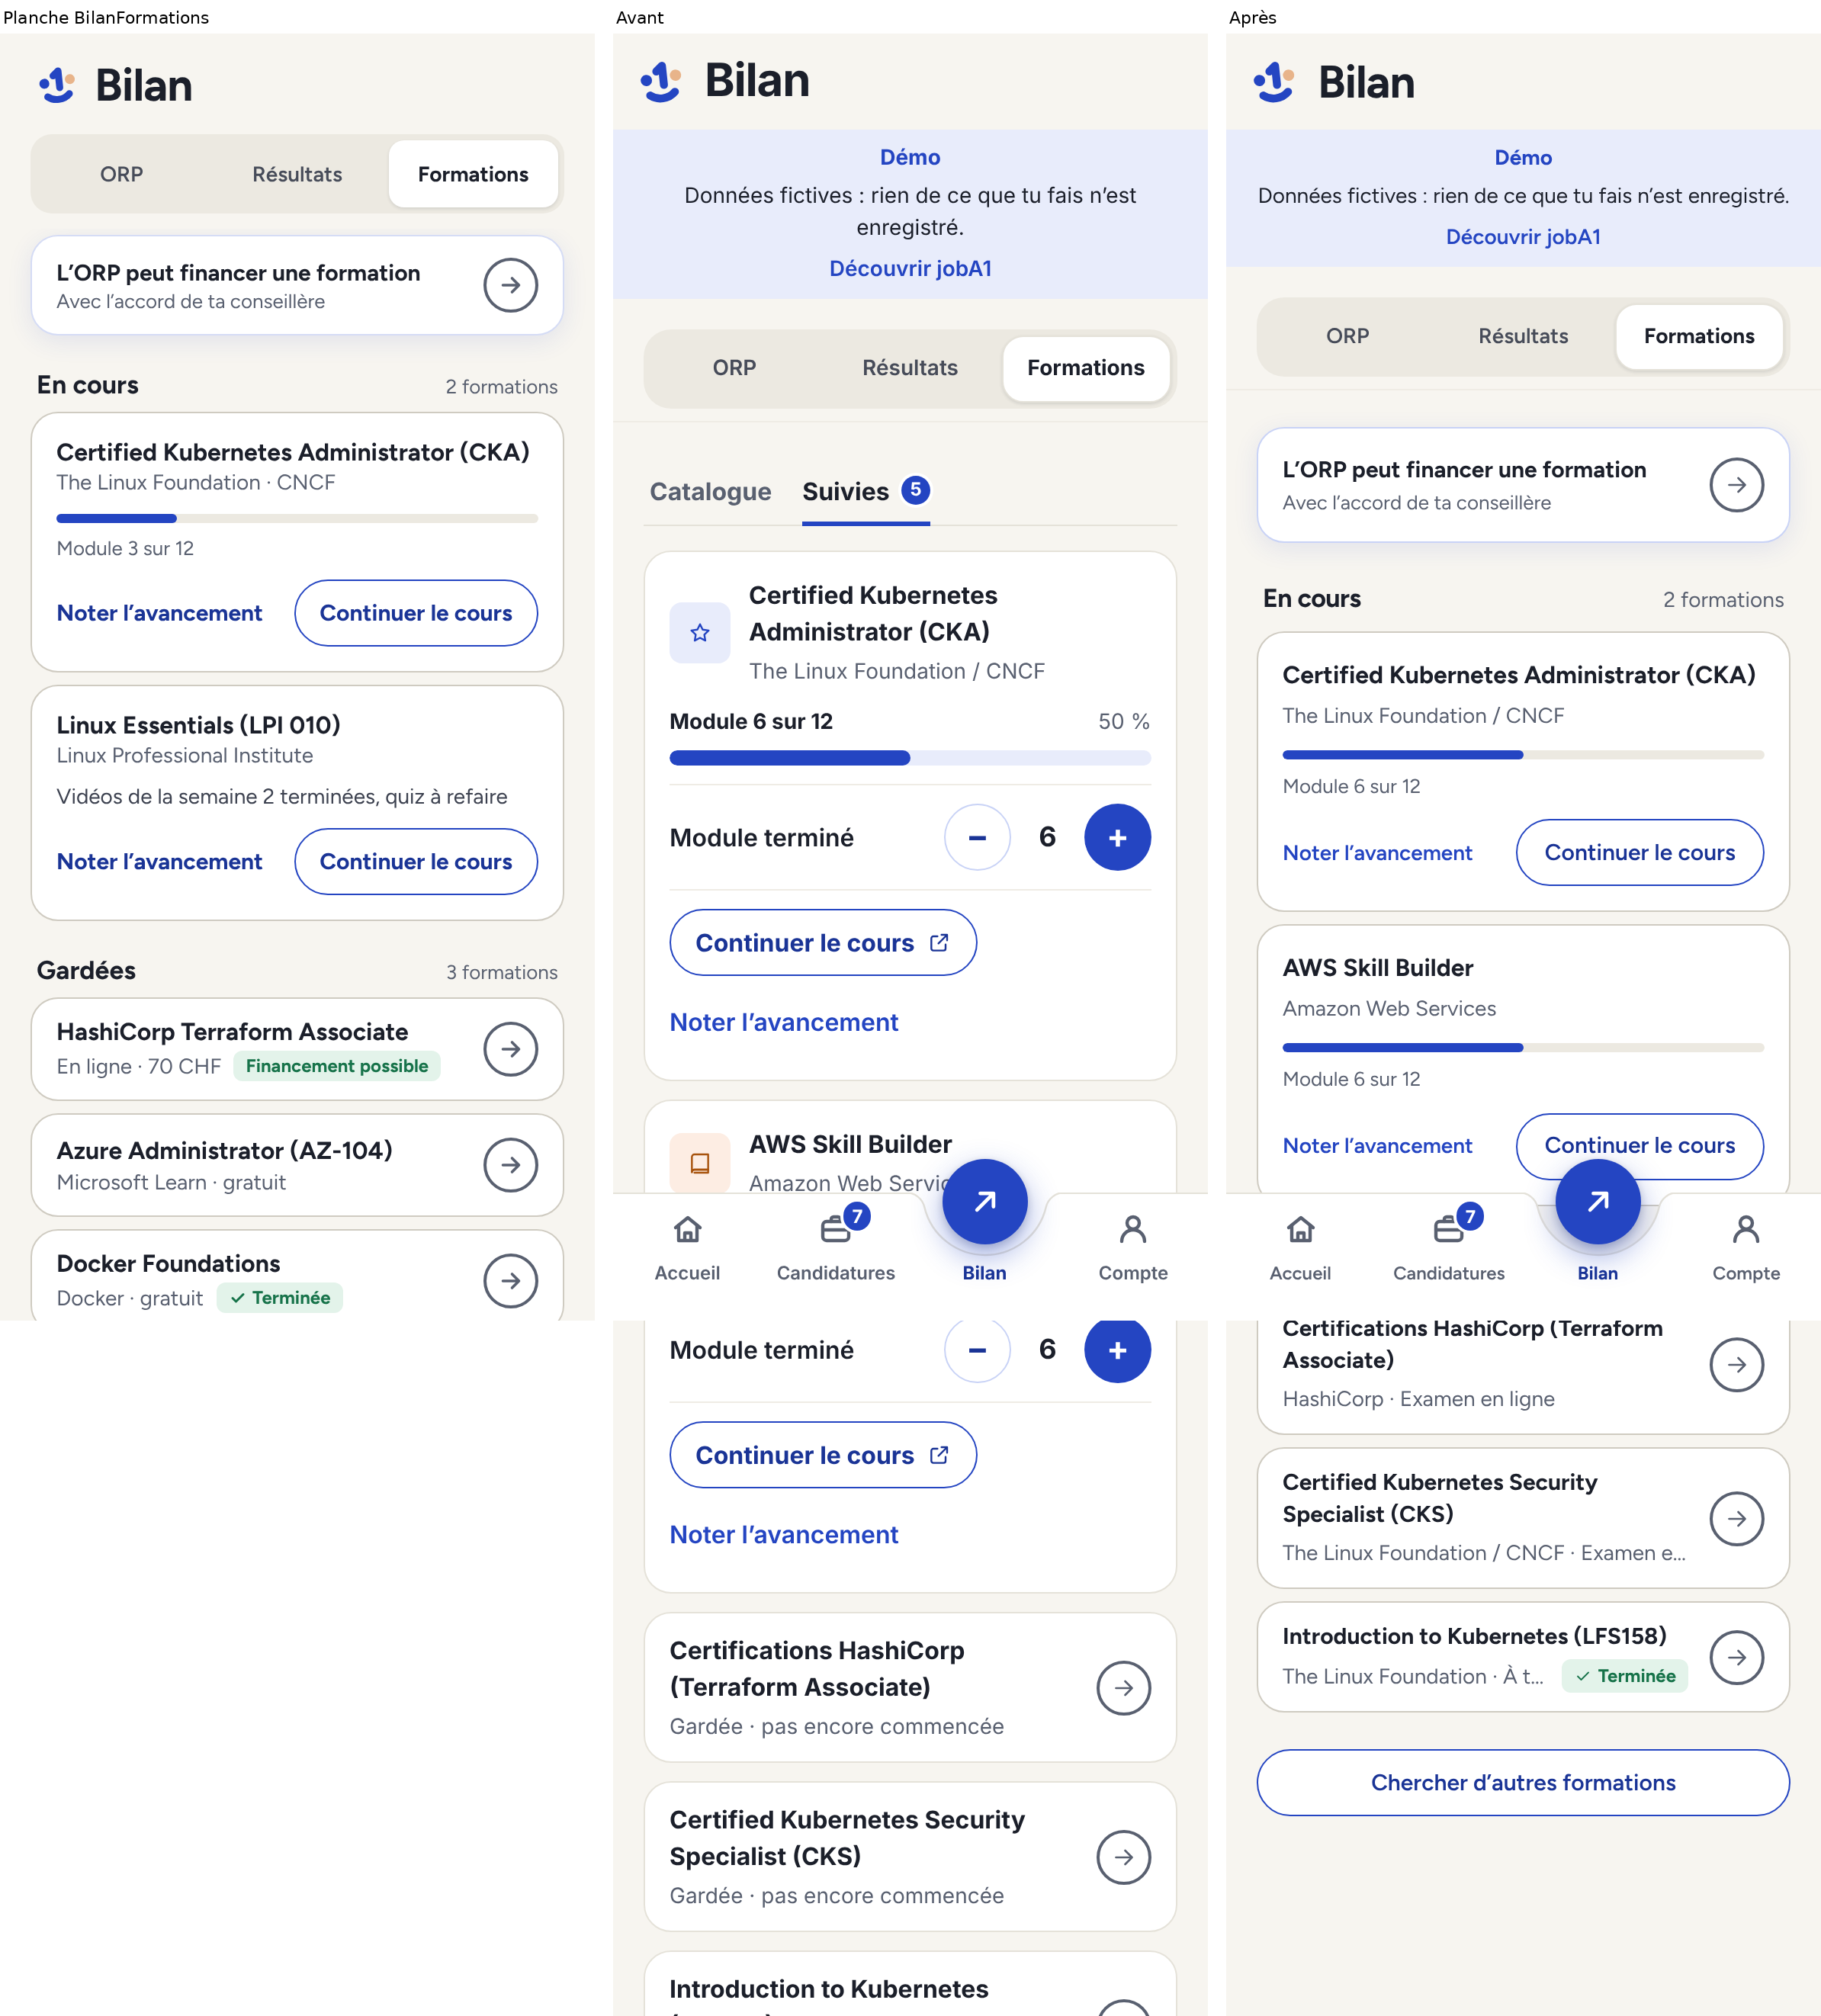 Planche BilanFormations
Bilan
ORP
Résultats
Formations
L’ORP peut financer une formation
Avec l’accord de ta conseillère
En cours
2 formations
Certified Kubernetes Administrator (CKA)
The Linux Foundation · CNCF
Module 3 sur 12
Noter l’avancement
Continuer le cours
Linux Essentials (LPI 010)
Linux Professional Institute
Vidéos de la semaine 2 terminées, quiz à refaire
Noter l’avancement
Continuer le cours
Gardées
3 formations
HashiCorp Terraform Associate
En ligne · 70 CHF
Financement possible
Azure Administrator (AZ-104)
Microsoft Learn · gratuit
Docker Foundations
Docker · gratuit
Terminée
Avant
Bilan
Démo
Données fictives : rien de ce que tu fais n’est
enregistré.
Découvrir jobA1
ORP
Résultats
Formations
Catalogue
Suivies
5
Certified Kubernetes
Administrator (CKA)
The Linux Foundation / CNCF
Module 6 sur 12
50 %
Module terminé
− 6 +
Continuer le cours
Noter l’avancement
AWS Skill Builder
Amazon Web Servic
Accueil
7
Candidatures
Bilan
Compte
Module terminé
− 6 +
Continuer le cours
Noter l’avancement
Certifications HashiCorp
(Terraform Associate)
Gardée · pas encore commencée
Certified Kubernetes Security
Specialist (CKS)
Gardée · pas encore commencée
Introduction to Kubernetes
Après
Bilan
Démo
Données fictives : rien de ce que tu fais n’est enregistré.
Découvrir jobA1
ORP
Résultats
Formations
L’ORP peut financer une formation
Avec l’accord de ta conseillère
En cours
2 formations
Certified Kubernetes Administrator (CKA)
The Linux Foundation / CNCF
Module 6 sur 12
Noter l’avancement
Continuer le cours
AWS Skill Builder
Amazon Web Services
Module 6 sur 12
Noter l’avancement
Continuer le cours
Accueil
7
Candidatures
Bilan
Compte
Certifications HashiCorp (Terraform
Associate)
HashiCorp · Examen en ligne
Certified Kubernetes Security
Specialist (CKS)
The Linux Foundation / CNCF · Examen e...
Introduction to Kubernetes (LFS158)
The Linux Foundation · À t...
Terminée
Chercher d’autres formations